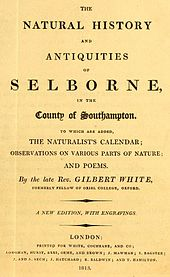 THE
NATURAL HISTORY
AND
ANTIQUITIES
OF
SELBORNE,
IN THE
County of Southampton.
TO WHICH ARE ADDED,
THE NATURALIST'S CALENDAR;
OBSERVATIONS ON VARIOUS PARTS OF NATURE:
AND POEMS.
By the late Rev. GILBERT WHITE,
FORMERLY FELLOW OF ORIEL COLLEGE, OXFORD.
A NEW EDITION, WITH ENGRAVINGS.
LONDON:
PRINTED FOR WHITE, COCHRANE, AND CO.;
LONGMAN, HURST, REES, ORME, AND BROWN; J. MAWMAN; S. BAGSTER;
J. AND A. ARCH; J. HATCHARD; R. BALDWIN; AND T. HAMILTON.
1813.